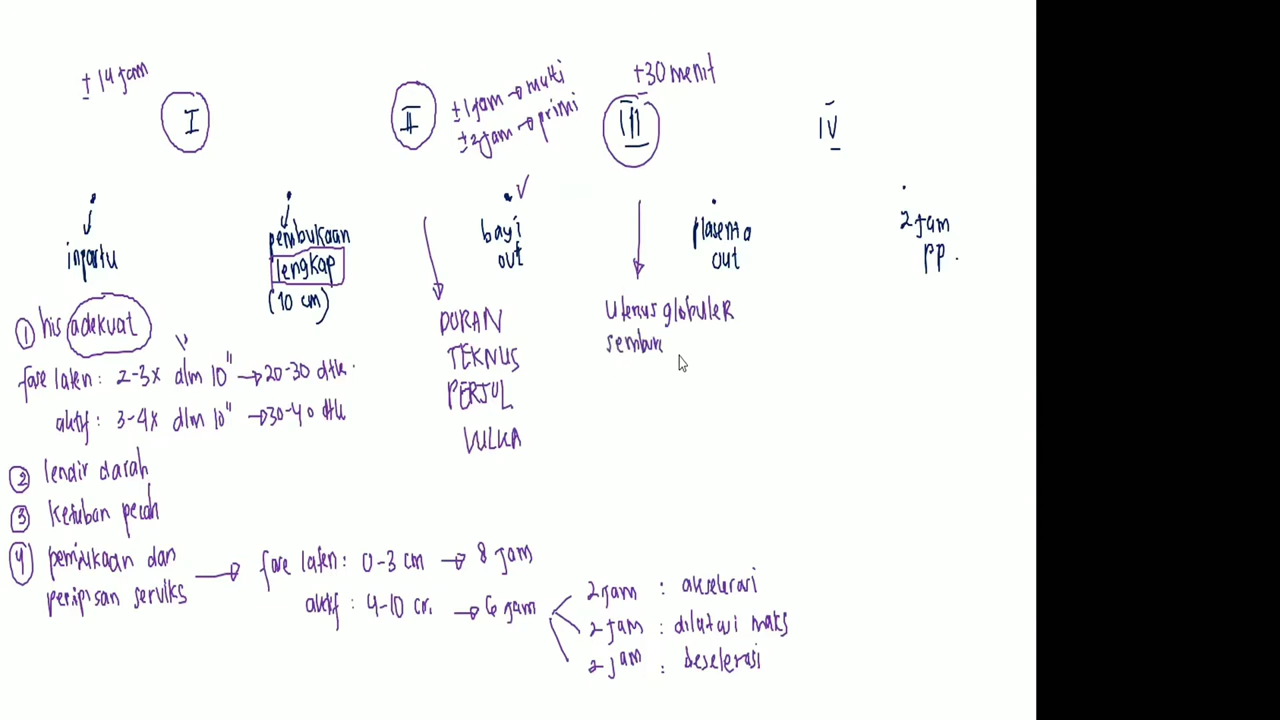 ± 14 jam
I
II
± 1 jam → multi
± 2 jam → primi
± 30 menit
III
IV
inpartu
pembukaan
lengkap
(10 cm)
bayi
out
plasenta
out
2 jam
PP.
① his adekuat
fase laten: 2-3x dlm 10" → 20-30 dtk.
aktif: 3-4x dlm 10" → 30-40 dtk
② lendir darah
③ ketuban pecah
④ pembukaan dan
penipisan serviks
→ fase laten: 0-3 cm → 8 jam
aktif: 4-10 cm. → 6 jam
2 jam : akselerasi
2 jam : dilatasi maks
2 jam : deselerasi
DORAN
TEKNUS
PERJUL
VULKA
Uterus globuler
sembur